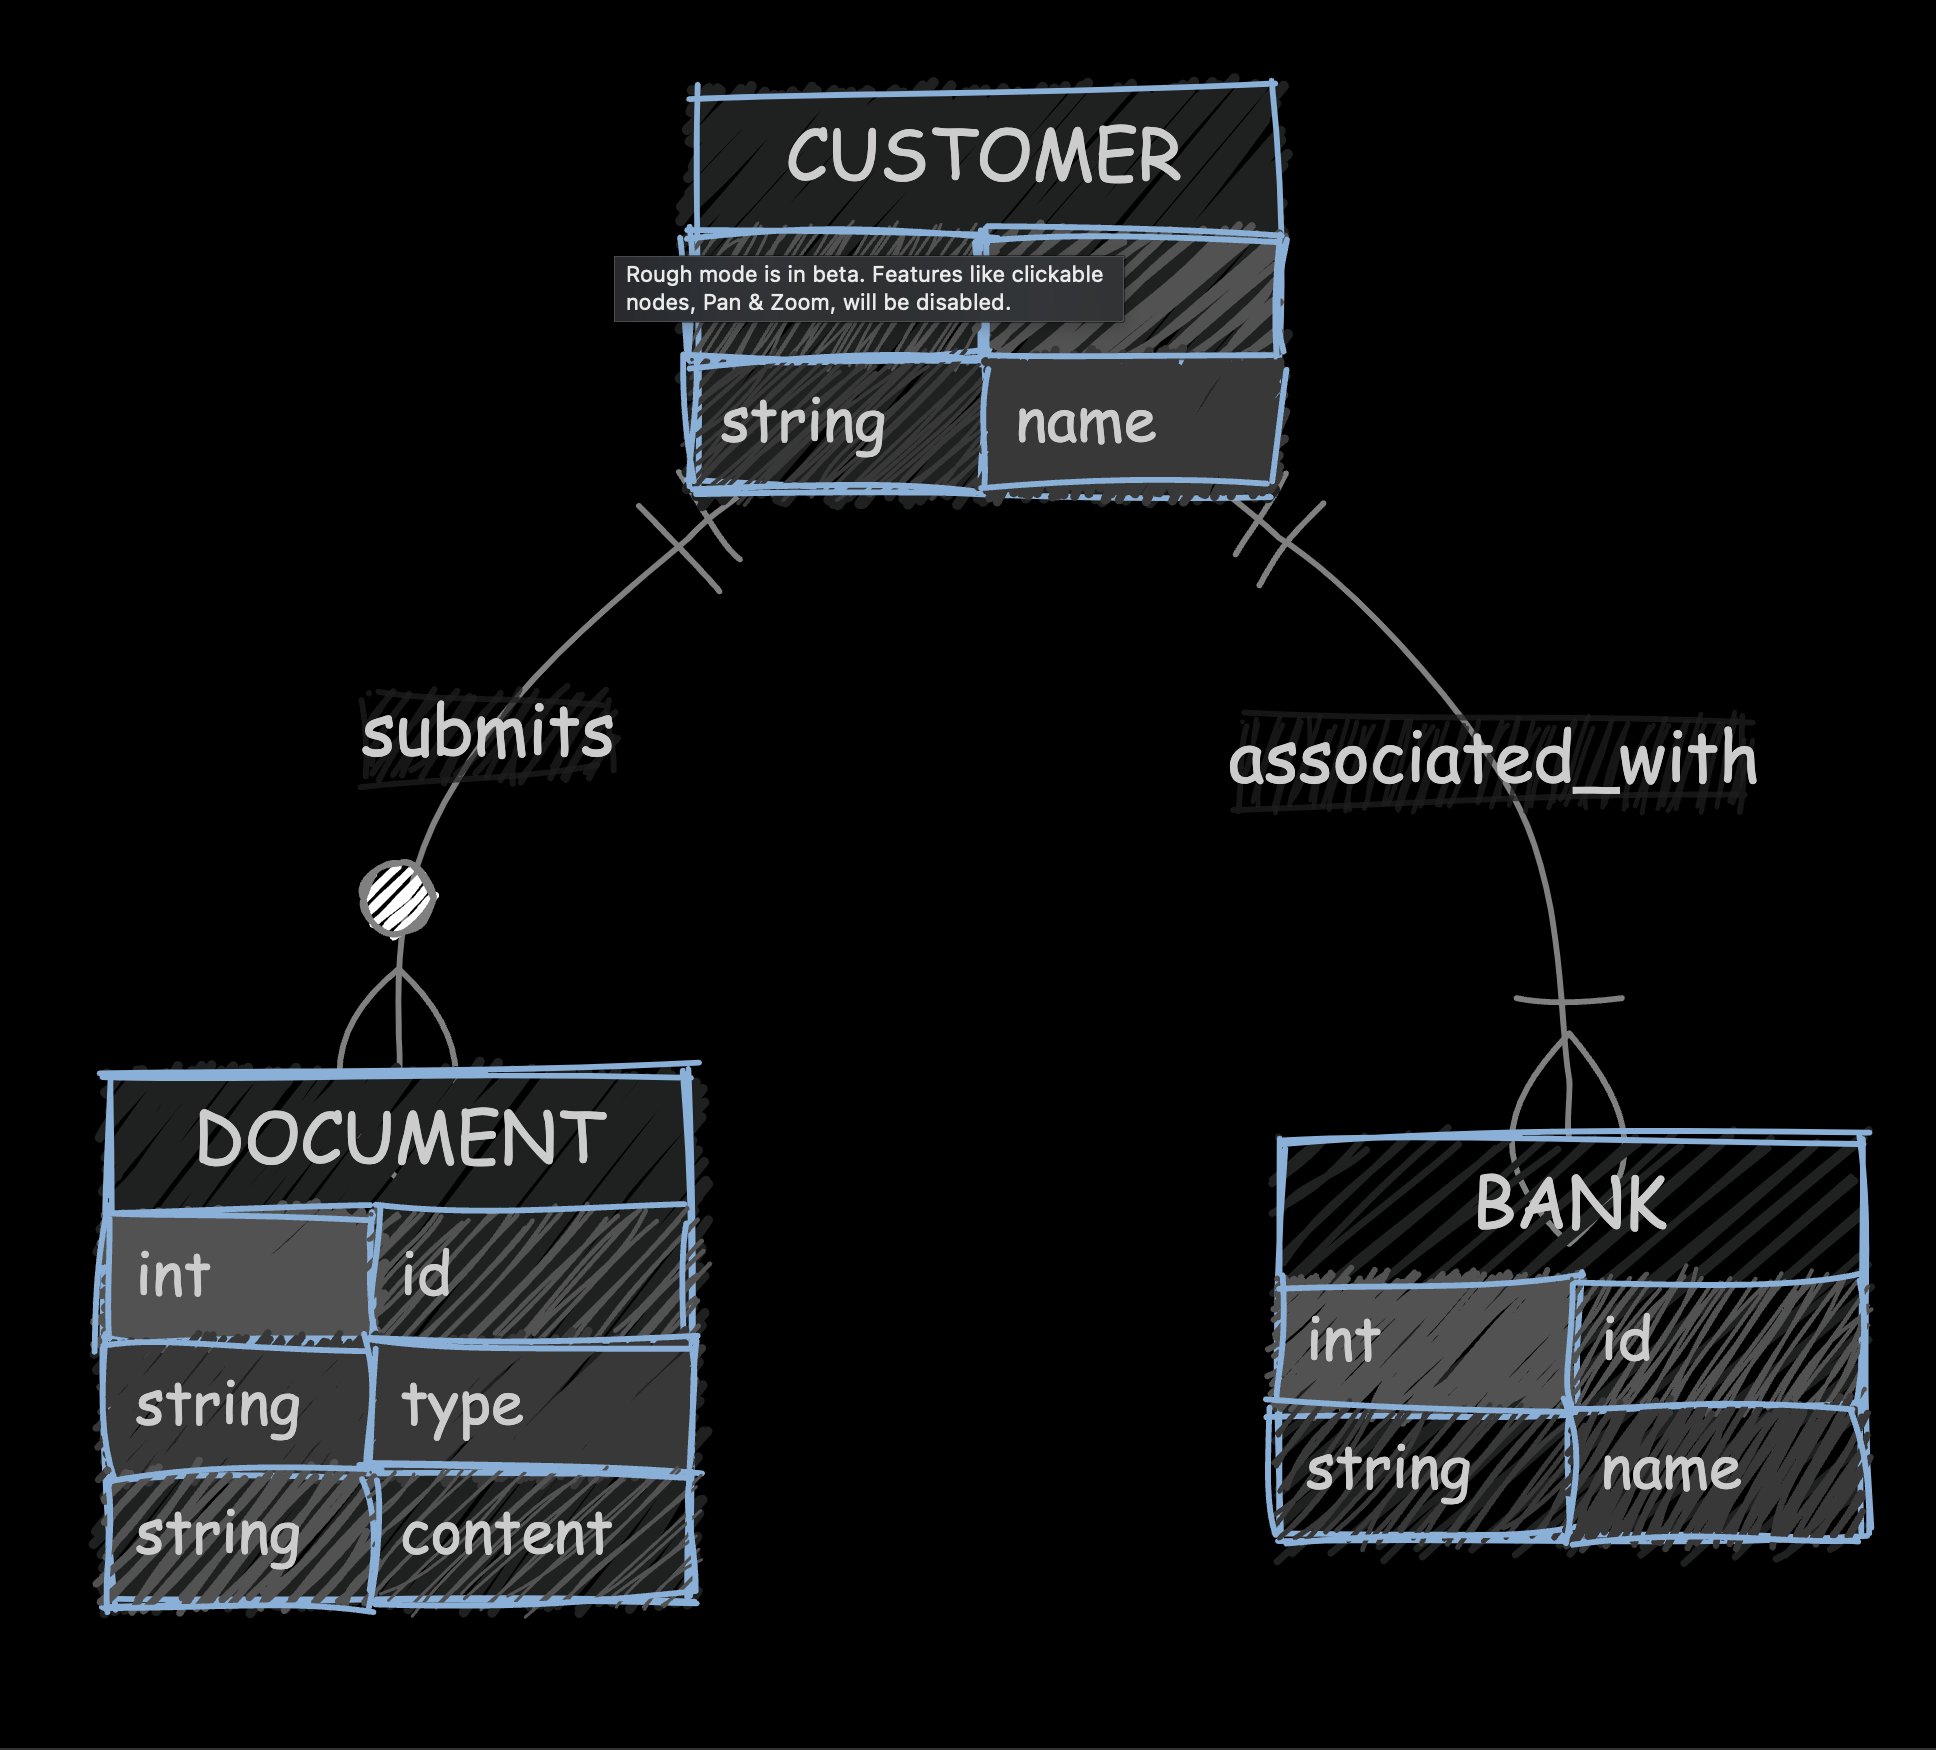 CUSTOMER
Rough mode is in beta. Features like clickable
nodes, Pan & Zoom, will be disabled.
string name
submits
associated_with
DOCUMENT
int id
string type
string content
BANK
int id
string name